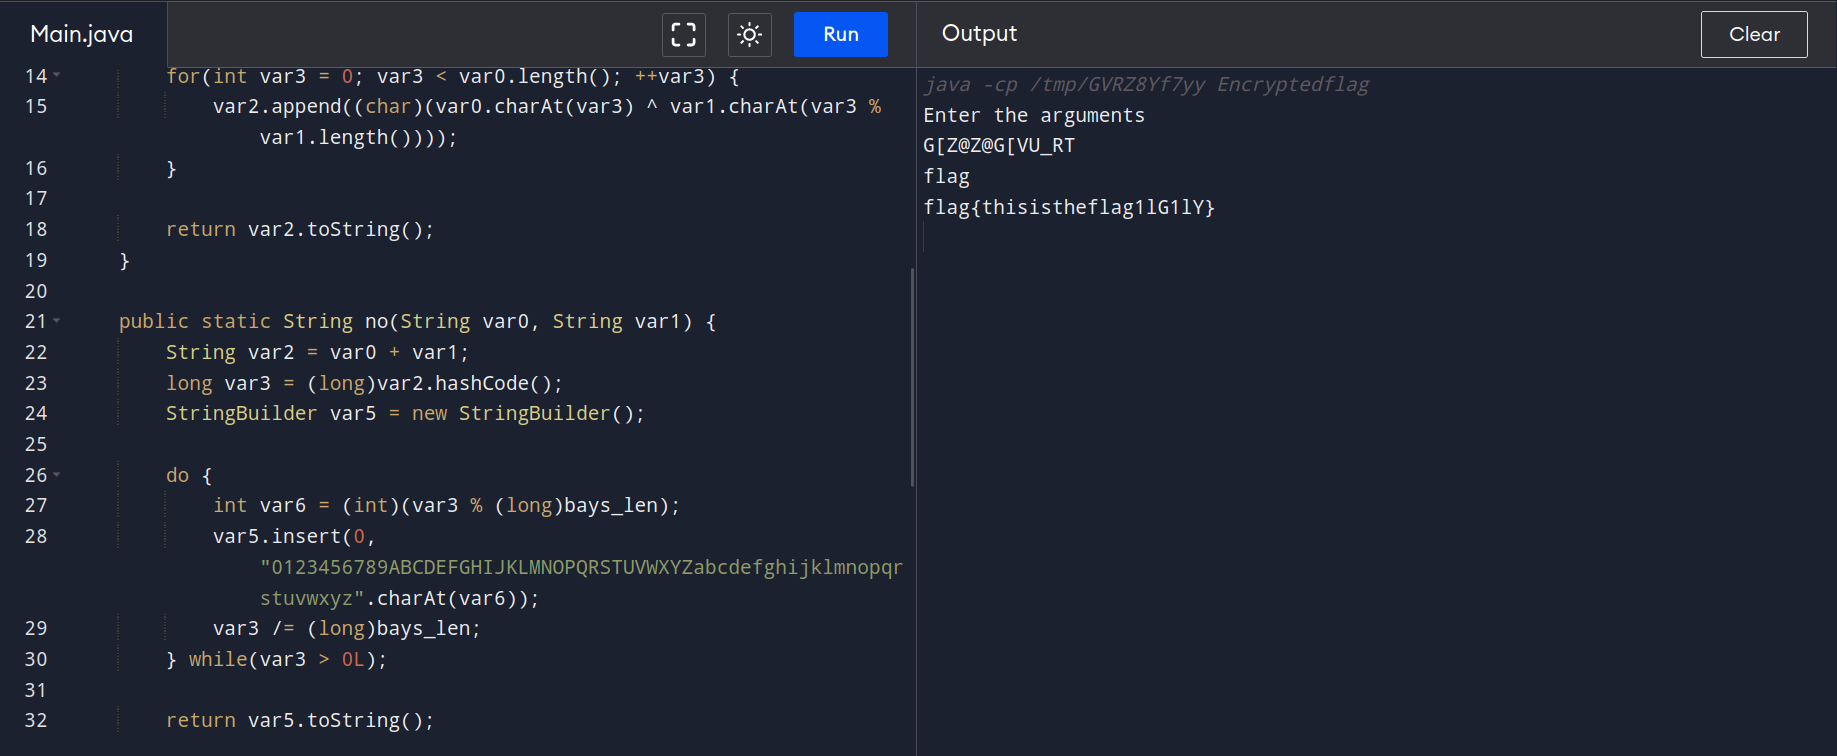 Main.java
Run
14 for(int var3 = 0; var3 < var0.length(); ++var3) {
15 var2.append((char)(var0.charAt(var3) ^ var1.charAt(var3 %
var1.length())));
16 }
17
18 return var2.toString();
19 }
20
21 public static String no(String var0, String var1) {
22 String var2 = var0 + var1;
23 long var3 = (long)var2.hashCode();
24 StringBuilder var5 = new StringBuilder();
25
26 do {
27 int var6 = (int)(var3 % (long)bays_len);
28 var5.insert(0,
"0123456789ABCDEFGHIJKLMNOPQRSTUVWXYZabcdefghijklmnopqr
stuvwxyz".charAt(var6));
29 var3 /= (long)bays_len;
30 } while(var3 > 0L);
31
32 return var5.toString();
Output
Clear
java -cp /tmp/GVRZ8Yf7yy Encryptedflag
Enter the arguments
G[Z@Z@G[VU_RT
flag
flag{thisistheflag1lG1lY}